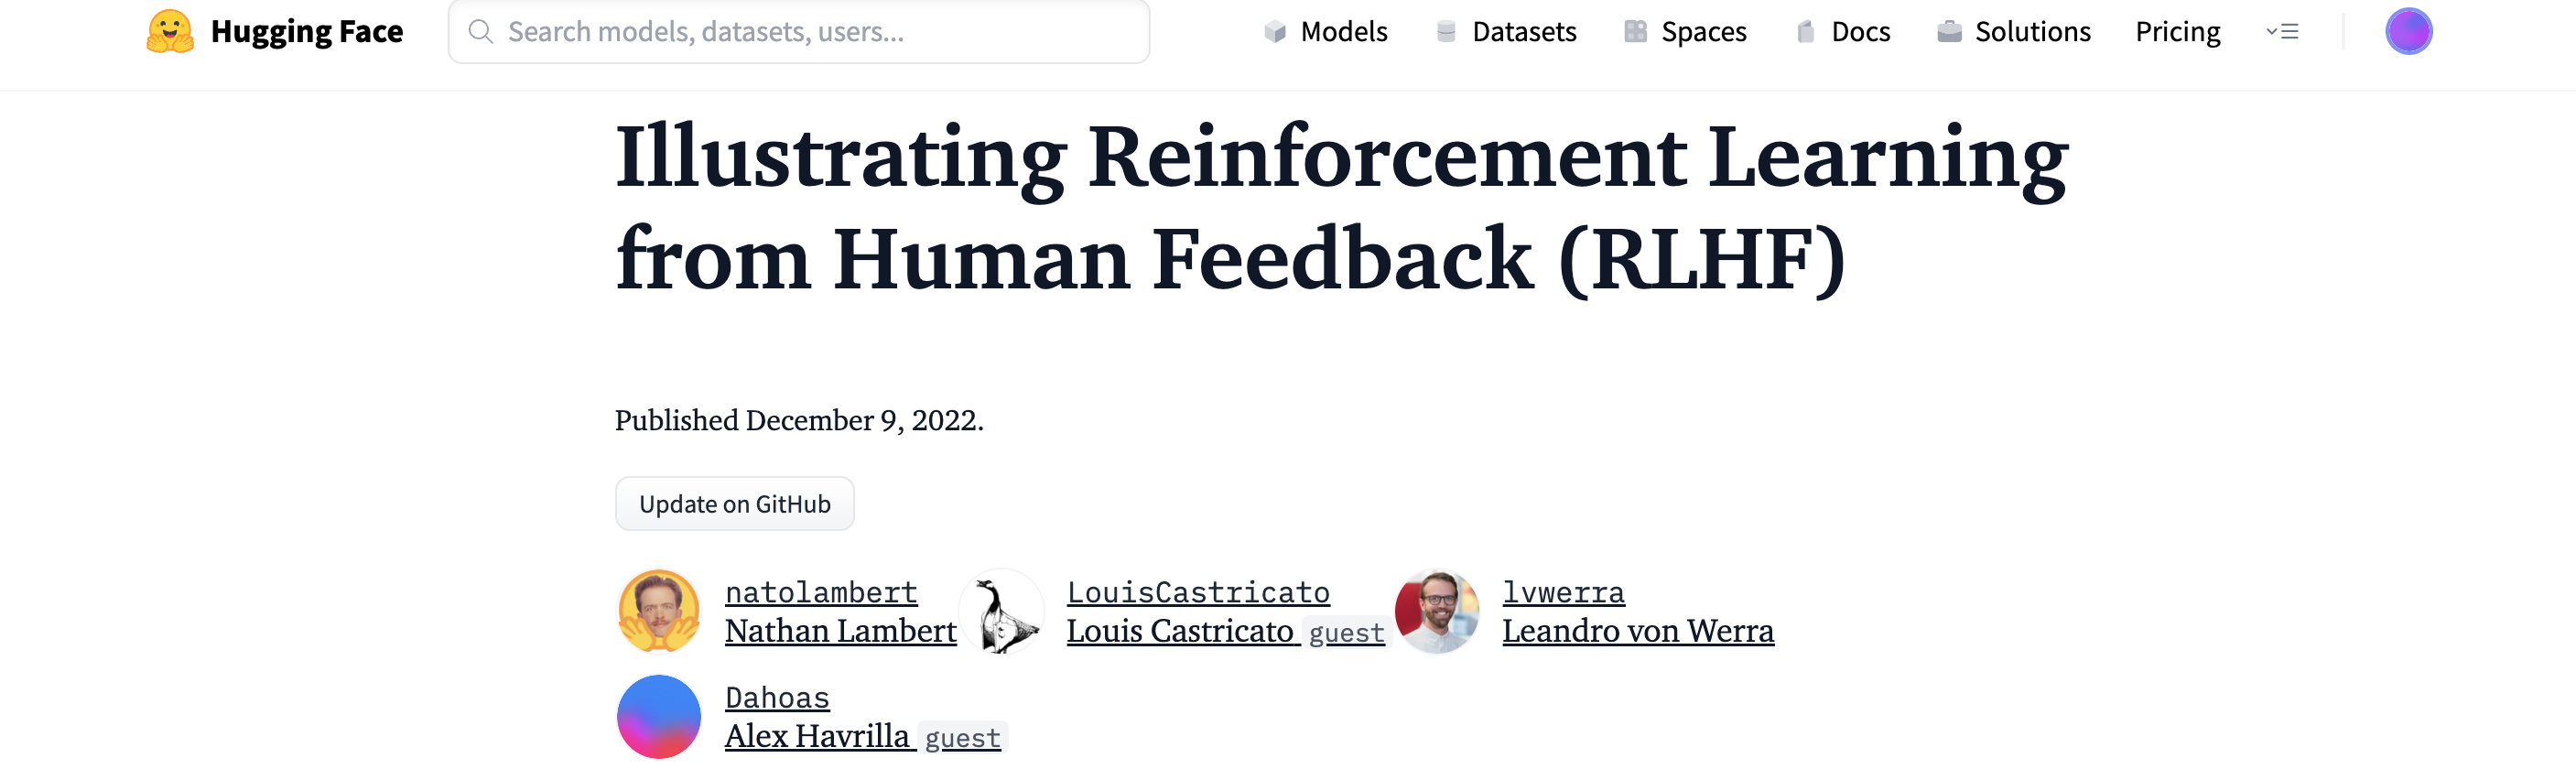 Hugging Face
Search models, datasets, users...
Models
Datasets
Spaces
Docs
Solutions
Pricing
Illustrating Reinforcement Learning
from Human Feedback (RLHF)
Published December 9, 2022.
Update on GitHub
natolambert
Nathan Lambert
LouisCastricato
Louis Castricato guest
lvwerra
Leandro von Werra
Dahoas
Alex Havrilla guest